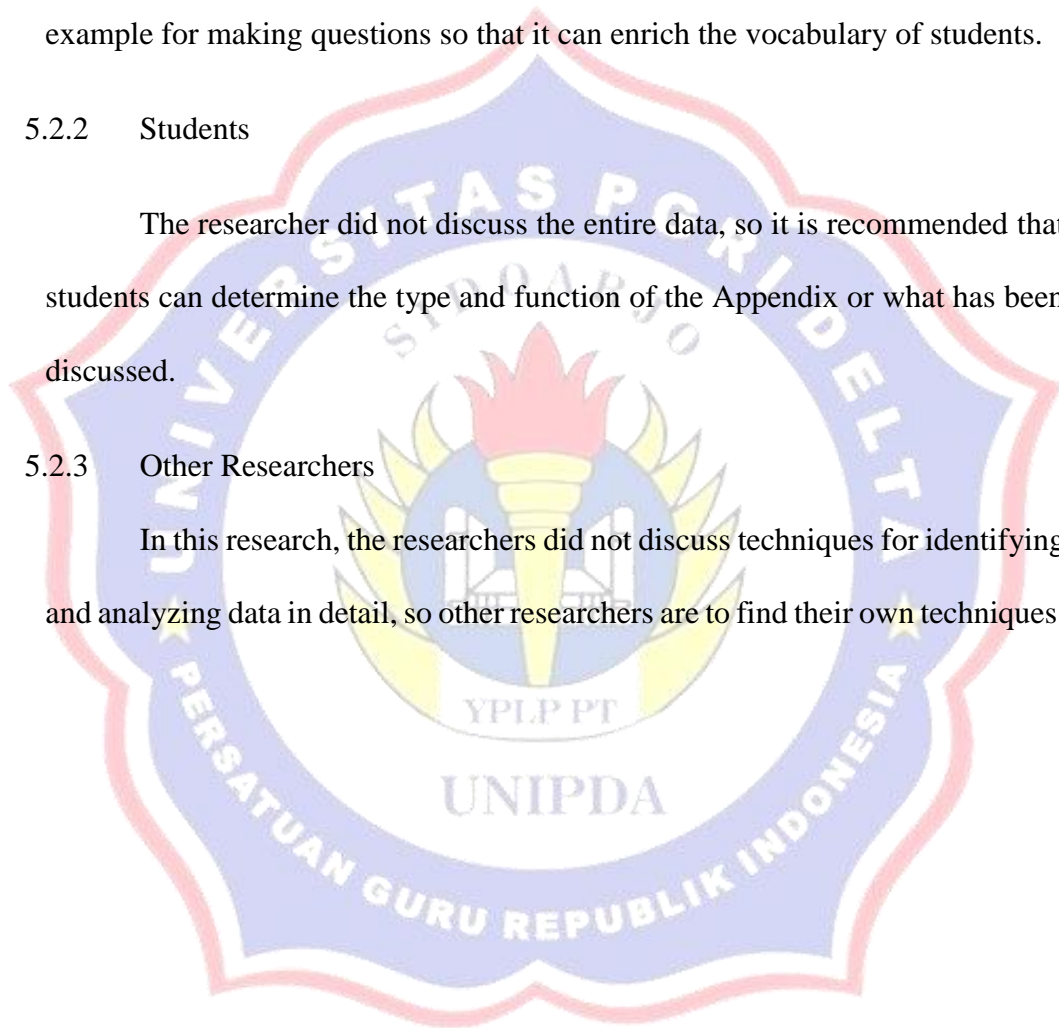 example for making questions so that it can enrich the vocabulary of students.
5.2.2 Students
The researcher did not discuss the entire data, so it is recommended that
students can determine the type and function of the Appendix or what has been
discussed.
5.2.3 Other Researchers
In this research, the researchers did not discuss techniques for identifying
and analyzing data in detail, so other researchers are to find their own techniques
UNIVERSITAS PGRI DELTA
SIDOARJO
YPLP PT
UNIPDA
PERSATUAN GURU REPUBLIK INDONESIA